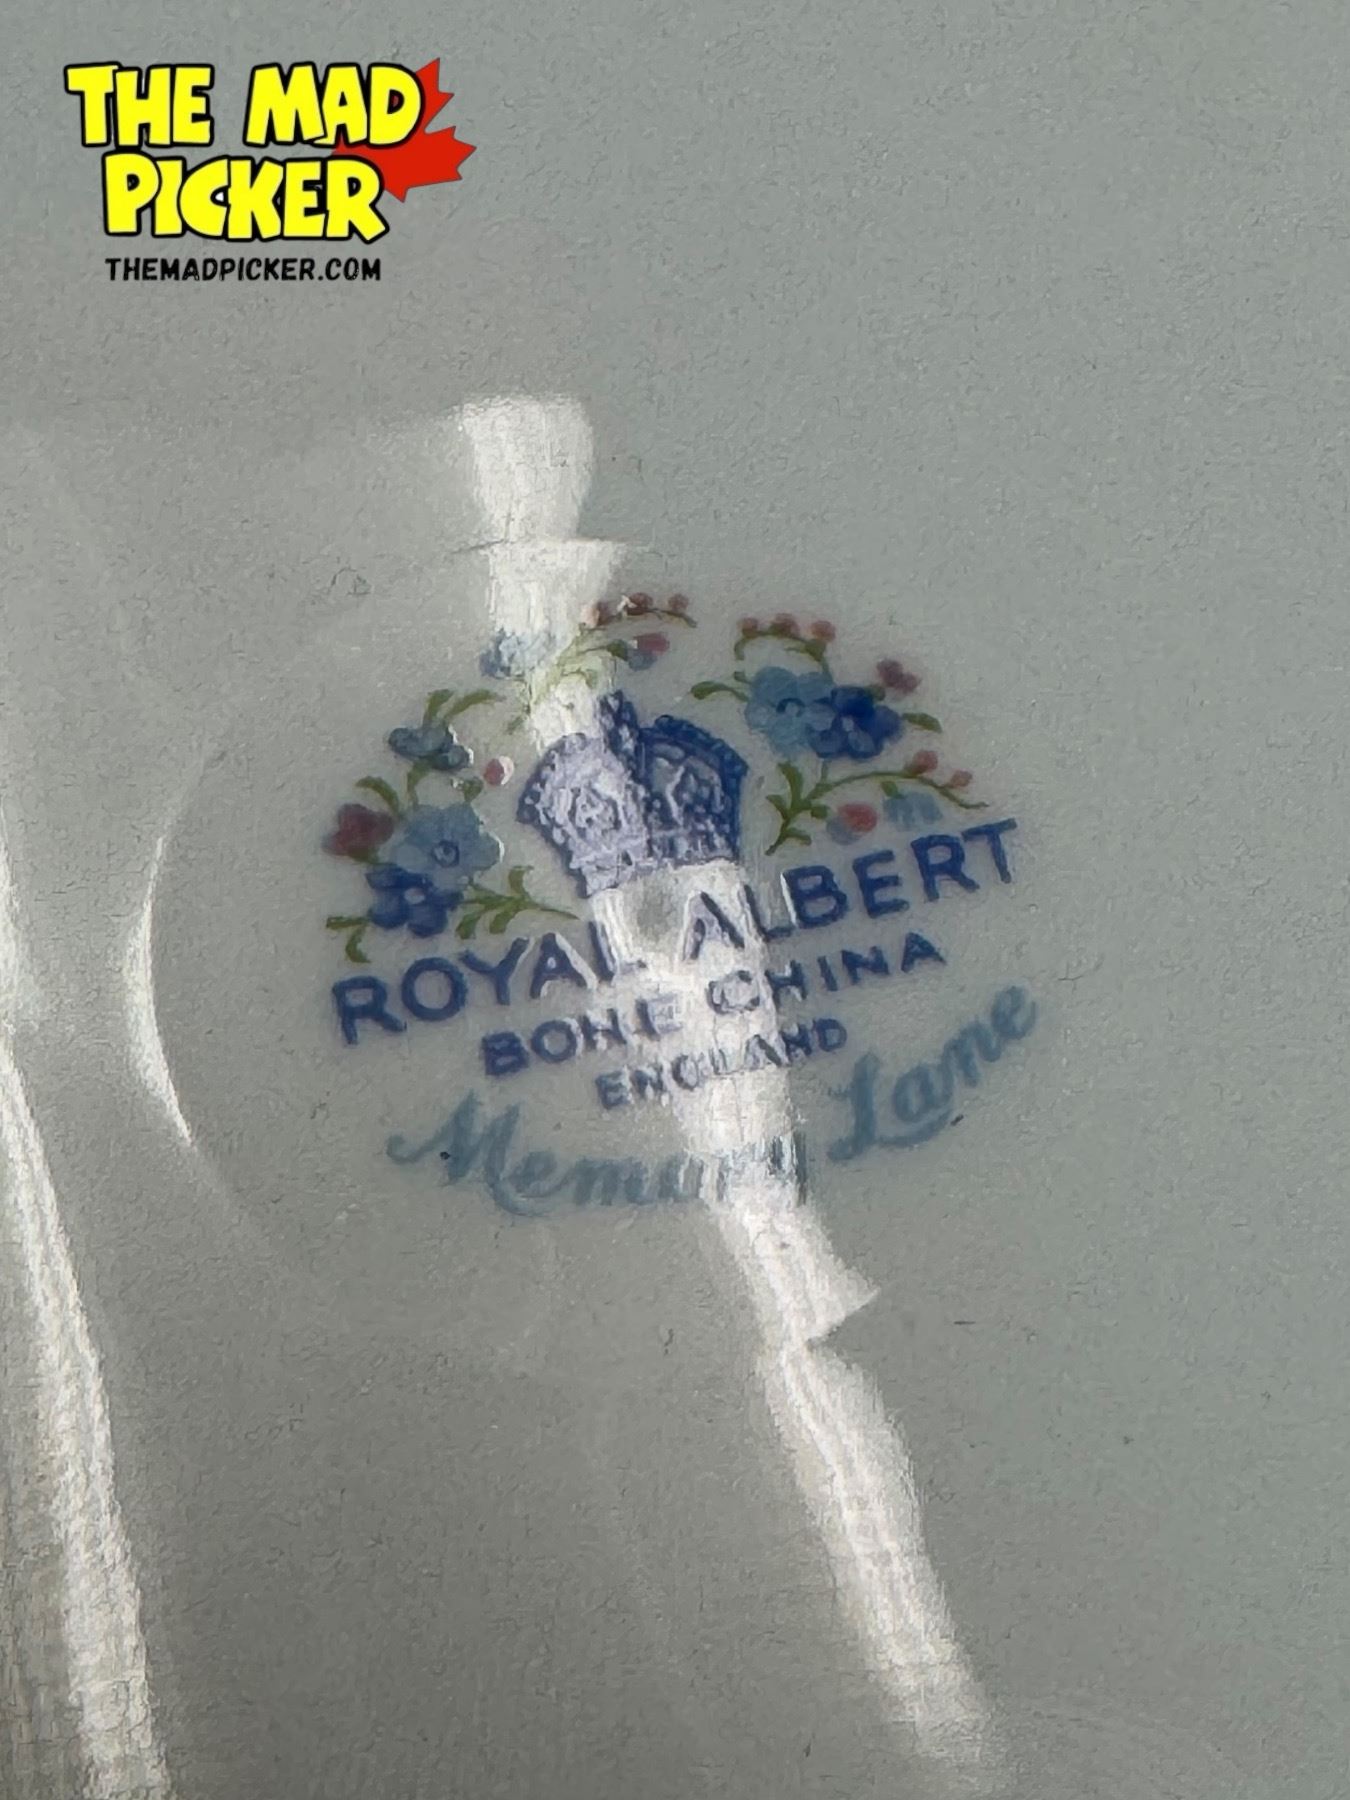 THE MAD
PICKER
THEMADPICKER.COM
ROYAL ALBERT
BONE CHINA
ENGLAND
Memory Lane